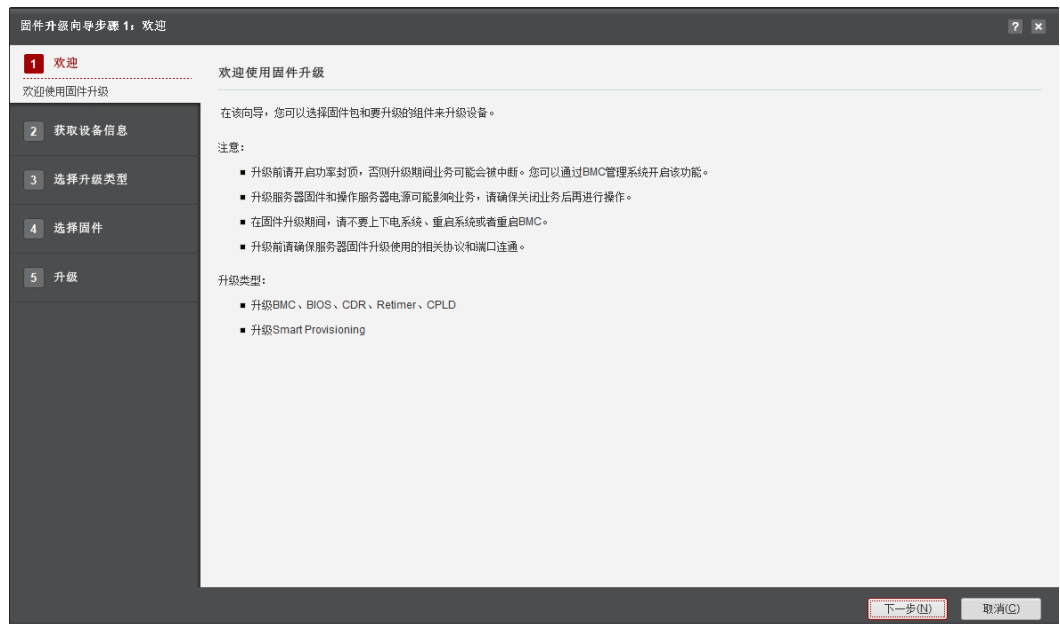 固件升级向导步骤 1：欢迎
? ×
1 欢迎
欢迎使用固件升级
2 获取设备信息
3 选择升级类型
4 选择固件
5 升级
欢迎使用固件升级
在该向导，您可以选择固件包和要升级的组件来升级设备。
注意：
■ 升级前请开启功率封顶，否则升级期间业务可能会被中断。您可以通过BMC管理系统开启该功能。
■ 升级服务器固件和操作服务器电源可能影响业务，请确保关闭业务后再进行操作。
■ 在固件升级期间，请不要上下电系统、重启系统或者重启BMC。
■ 升级前请确保服务器固件升级使用的相关协议和端口连通。
升级类型：
■ 升级BMC、BIOS、CDR、Retimer、CPLD
■ 升级Smart Provisioning
下一步(N) 取消(C)